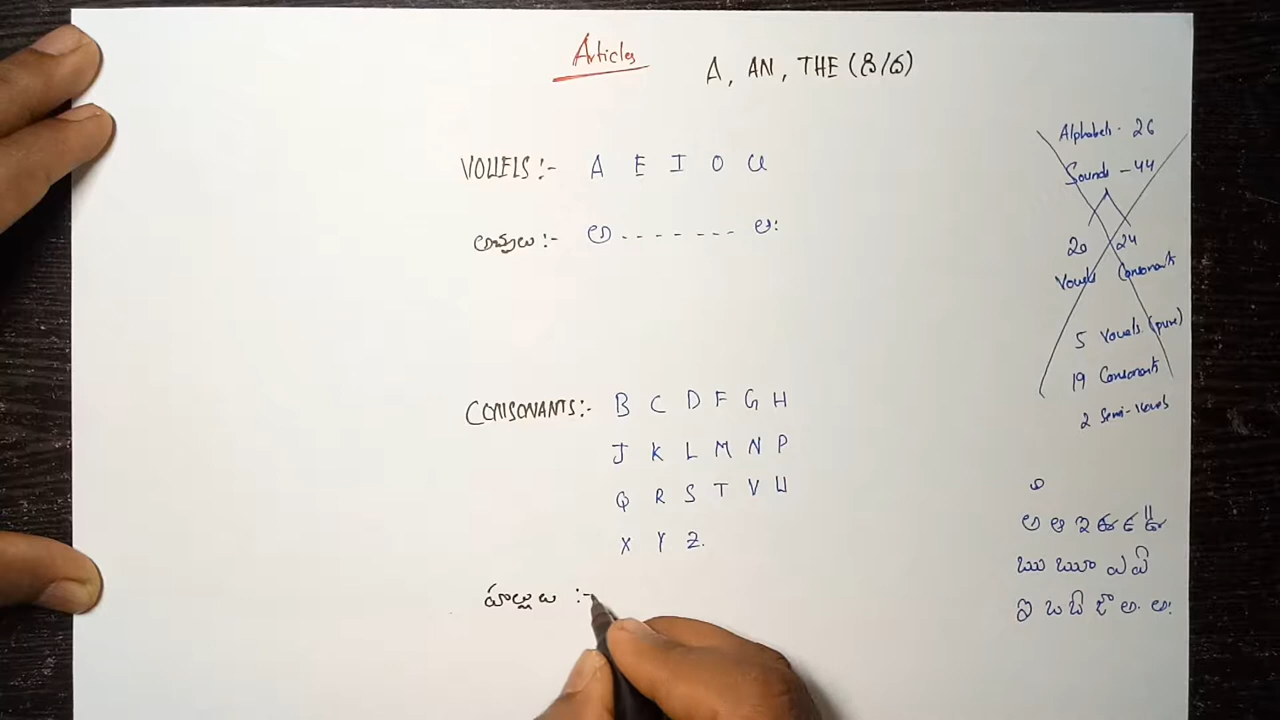 Articles
A, AN, THE (ది/ద)
VOWELS :- A E I O U
అచ్చులు :- అ - - - - - - - అః
CONSONANTS :- B C D F G H
J K L M N P
Q R S T V W
X Y Z.
హల్లులు :-
Alphabets - 26
Sounds - 44
20 24
Vowels Consonants
5 Vowels (pure)
19 Consonants
2 Semi-Vowels
అ ఆ ఇ ఈ ఉ ఊ
ఋ ౠ ఎ ఏ
ఐ ఒ ఓ ఔ అం అః